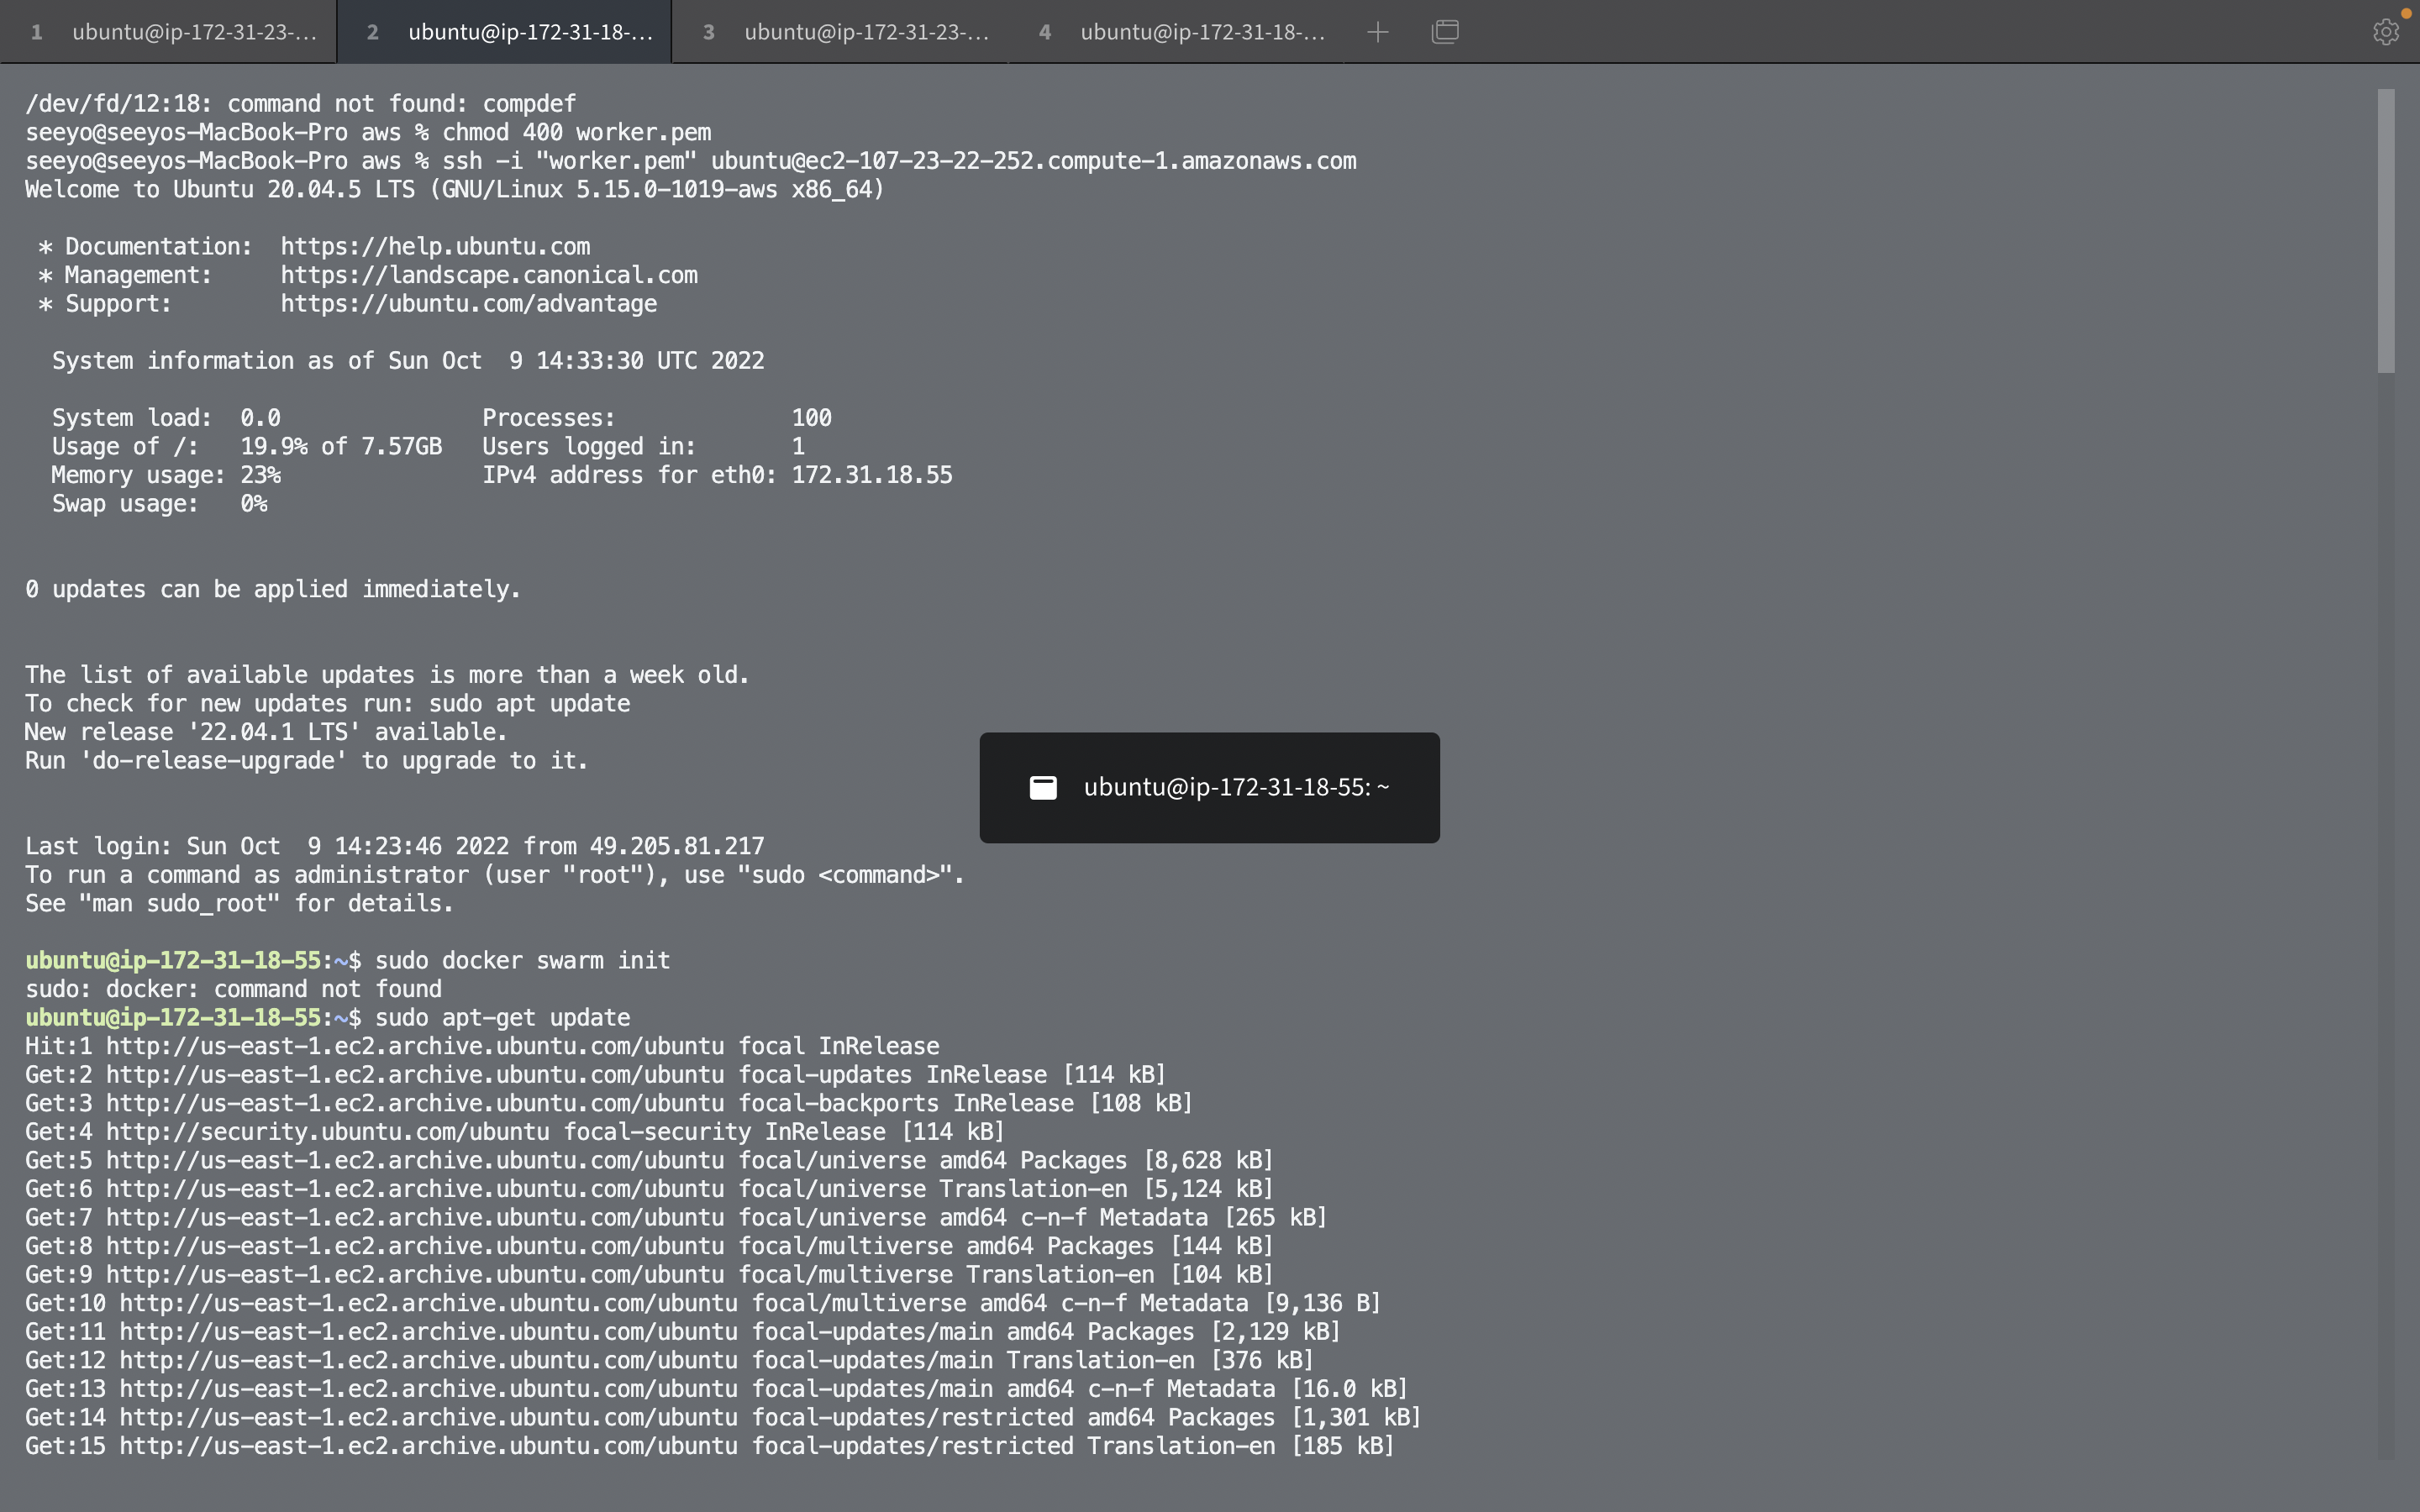 1 ubuntu@ip-172-31-23-... 2 ubuntu@ip-172-31-18-... 3 ubuntu@ip-172-31-23-... 4 ubuntu@ip-172-31-18-...
/dev/fd/12:18: command not found: compdef
seeyo@seeyos-MacBook-Pro aws % chmod 400 worker.pem
seeyo@seeyos-MacBook-Pro aws % ssh -i "worker.pem" ubuntu@ec2-107-23-22-252.compute-1.amazonaws.com
Welcome to Ubuntu 20.04.5 LTS (GNU/Linux 5.15.0-1019-aws x86_64)
* Documentation: https://help.ubuntu.com
* Management: https://landscape.canonical.com
* Support: https://ubuntu.com/advantage
System information as of Sun Oct 9 14:33:30 UTC 2022
System load: 0.0 Processes: 100
Usage of /: 19.9% of 7.57GB Users logged in: 1
Memory usage: 23% IPv4 address for eth0: 172.31.18.55
Swap usage: 0%
0 updates can be applied immediately.
The list of available updates is more than a week old.
To check for new updates run: sudo apt update
New release '22.04.1 LTS' available.
Run 'do-release-upgrade' to upgrade to it.
ubuntu@ip-172-31-18-55: ~
Last login: Sun Oct 9 14:23:46 2022 from 49.205.81.217
To run a command as administrator (user "root"), use "sudo <command>".
See "man sudo_root" for details.
ubuntu@ip-172-31-18-55:~$ sudo docker swarm init
sudo: docker: command not found
ubuntu@ip-172-31-18-55:~$ sudo apt-get update
Hit:1 http://us-east-1.ec2.archive.ubuntu.com/ubuntu focal InRelease
Get:2 http://us-east-1.ec2.archive.ubuntu.com/ubuntu focal-updates InRelease [114 kB]
Get:3 http://us-east-1.ec2.archive.ubuntu.com/ubuntu focal-backports InRelease [108 kB]
Get:4 http://security.ubuntu.com/ubuntu focal-security InRelease [114 kB]
Get:5 http://us-east-1.ec2.archive.ubuntu.com/ubuntu focal/universe amd64 Packages [8,628 kB]
Get:6 http://us-east-1.ec2.archive.ubuntu.com/ubuntu focal/universe Translation-en [5,124 kB]
Get:7 http://us-east-1.ec2.archive.ubuntu.com/ubuntu focal/universe amd64 c-n-f Metadata [265 kB]
Get:8 http://us-east-1.ec2.archive.ubuntu.com/ubuntu focal/multiverse amd64 Packages [144 kB]
Get:9 http://us-east-1.ec2.archive.ubuntu.com/ubuntu focal/multiverse Translation-en [104 kB]
Get:10 http://us-east-1.ec2.archive.ubuntu.com/ubuntu focal/multiverse amd64 c-n-f Metadata [9,136 B]
Get:11 http://us-east-1.ec2.archive.ubuntu.com/ubuntu focal-updates/main amd64 Packages [2,129 kB]
Get:12 http://us-east-1.ec2.archive.ubuntu.com/ubuntu focal-updates/main Translation-en [376 kB]
Get:13 http://us-east-1.ec2.archive.ubuntu.com/ubuntu focal-updates/main amd64 c-n-f Metadata [16.0 kB]
Get:14 http://us-east-1.ec2.archive.ubuntu.com/ubuntu focal-updates/restricted amd64 Packages [1,301 kB]
Get:15 http://us-east-1.ec2.archive.ubuntu.com/ubuntu focal-updates/restricted Translation-en [185 kB]